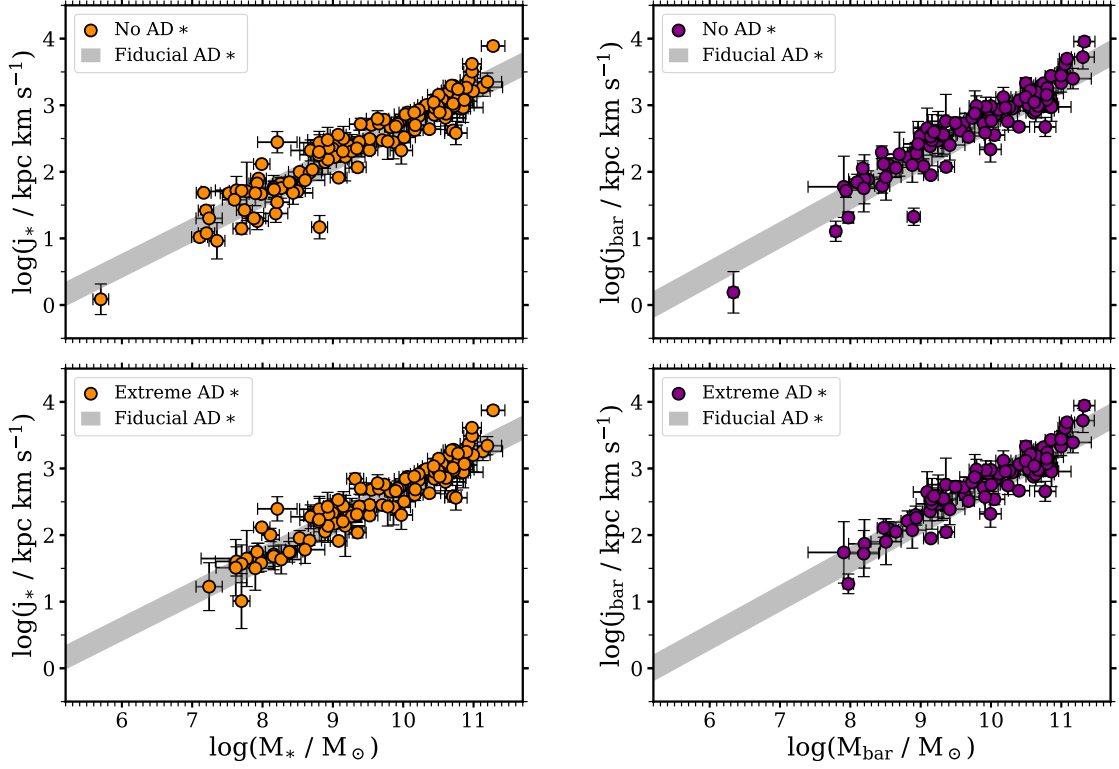 No AD *
Fiducial AD *
log(j* / kpc km s⁻¹)
4
3
2
1
0
No AD *
Fiducial AD *
log(jbar / kpc km s⁻¹)
4
3
2
1
0
Extreme AD *
Fiducial AD *
log(j* / kpc km s⁻¹)
4
3
2
1
0
6 7 8 9 10 11
log(M* / M⊙)
Extreme AD *
Fiducial AD *
log(jbar / kpc km s⁻¹)
4
3
2
1
0
6 7 8 9 10 11
log(Mbar / M⊙)